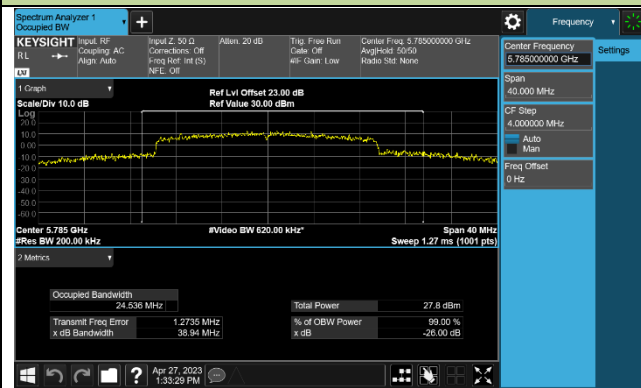 Spectrum Analyzer 1
Occupied BW
+
Frequency
KEYSIGHT
RL
LXI
Input: RF
Coupling: AC
Align: Auto
Input Z: 50 Ω
Corrections: Off
Freq Ref: Int (S)
NFE: Off
Atten: 20 dB
Trig: Free Run
Gate: Off
#IF Gain: Low
Center Freq: 5.785000000 GHz
Avg|Hold: 50/50
Radio Std: None
Center Frequency
5.785000000 GHz
Settings
Span
40.000 MHz
CF Step
4.000000 MHz
Auto
Man
Freq Offset
0 Hz
1 Graph
Scale/Div 10.0 dB
Ref Lvl Offset 23.00 dB
Ref Value 30.00 dBm
Log
20.0
10.0
0.00
-10.0
-20.0
-30.0
-40.0
-50.0
-60.0
Center 5.785 GHz
#Video BW 620.00 kHz*
Span 40 MHz
#Res BW 200.00 kHz
Sweep 1.27 ms (1001 pts)
2 Metrics
Occupied Bandwidth
24.536 MHz
Total Power 27.8 dBm
Transmit Freq Error 1.2735 MHz
% of OBW Power 99.00 %
x dB Bandwidth 38.94 MHz
x dB -26.00 dB
?
Apr 27, 2023
1:33:29 PM